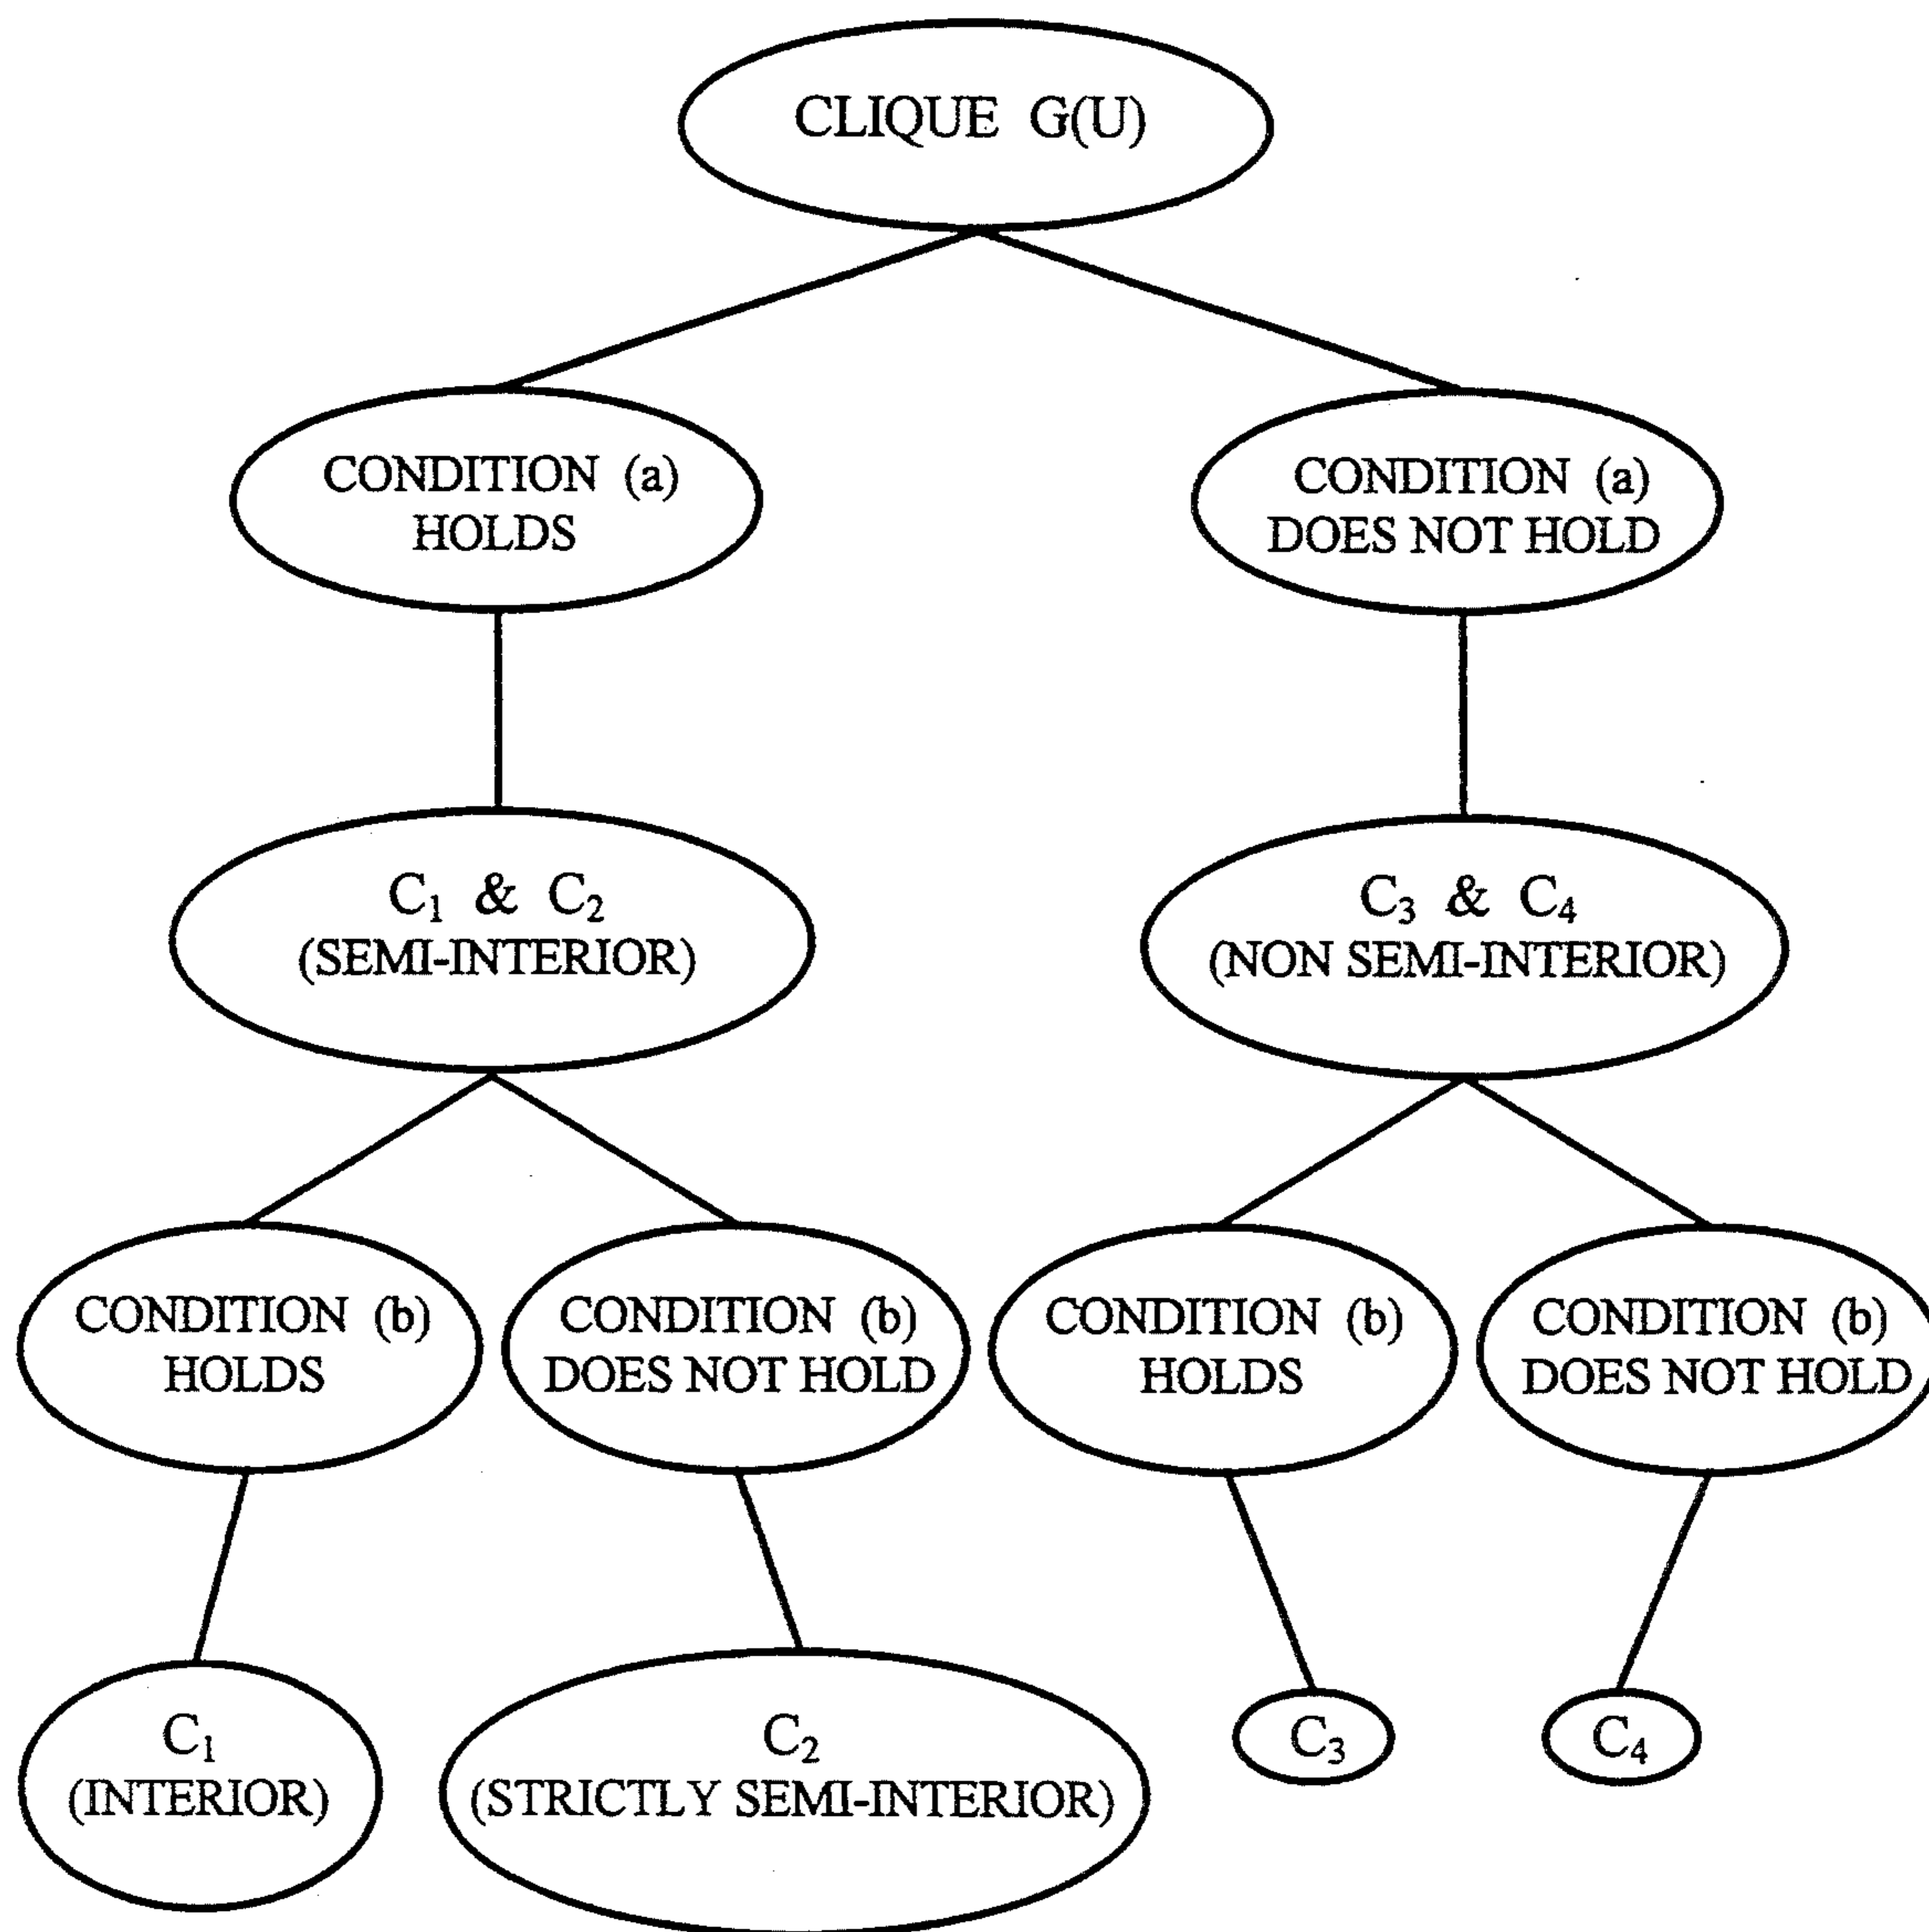 CLIQUE G(U)
CONDITION (a)
HOLDS
CONDITION (a)
DOES NOT HOLD
C₁ & C₂
(SEMI-INTERIOR)
C₃ & C₄
(NON SEMI-INTERIOR)
CONDITION (b)
HOLDS
CONDITION (b)
DOES NOT HOLD
CONDITION (b)
HOLDS
CONDITION (b)
DOES NOT HOLD
C₁
(INTERIOR)
C₂
(STRICTLY SEMI-INTERIOR)
C₃
C₄